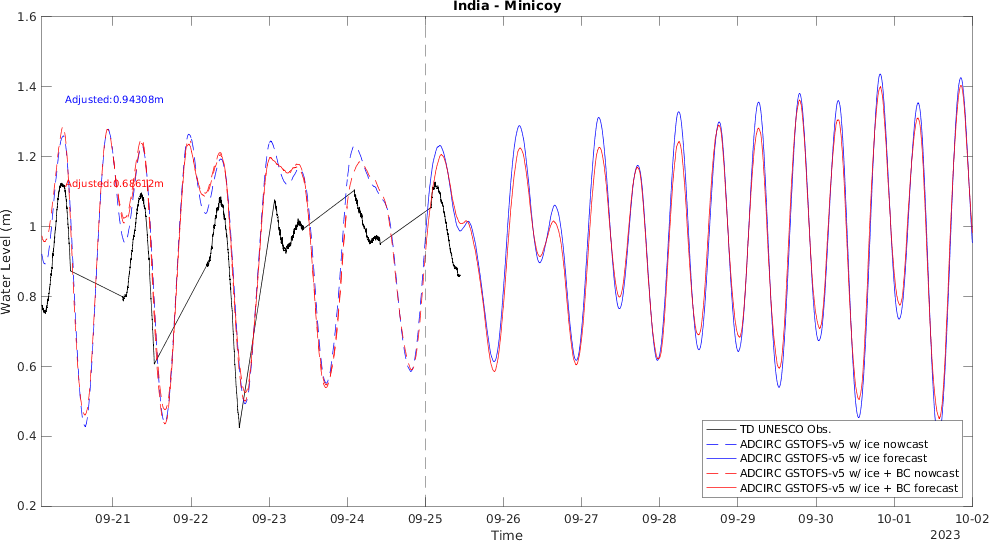 India - Minicoy
1.6
1.4
1.2
1
0.8
0.6
0.4
0.2
Water Level (m)
Adjusted:0.94308m
Adjusted:0.68612m
TD UNESCO Obs.
ADCIRC GSTOFS-v5 w/ ice nowcast
ADCIRC GSTOFS-v5 w/ ice forecast
ADCIRC GSTOFS-v5 w/ ice + BC nowcast
ADCIRC GSTOFS-v5 w/ ice + BC forecast
09-21 09-22 09-23 09-24 09-25 09-26 09-27 09-28 09-29 09-30 10-01 10-02
2023
Time